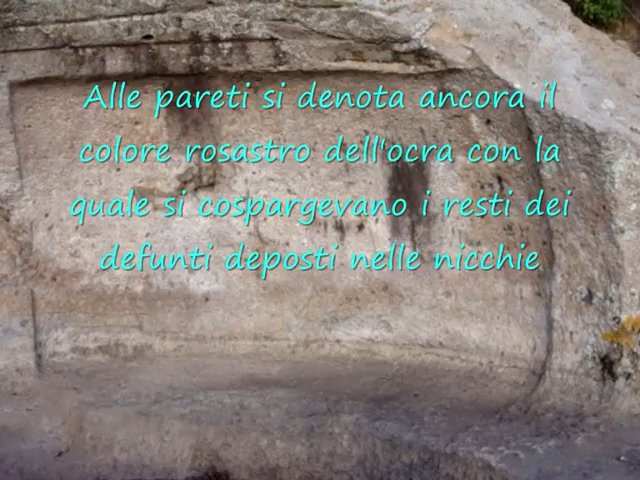 Alle pareti si denota ancora il
colore rosastro dell'ocra con la
quale si cospargevano i resti dei
defunti deposti nelle nicchie